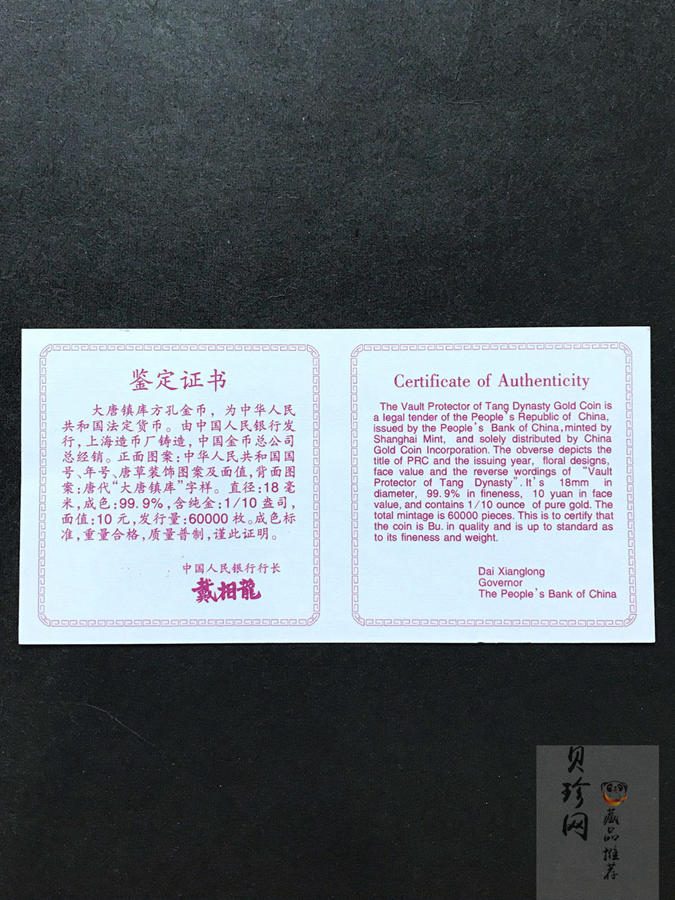 鉴定证书
大唐镇库方孔金币，为中华人民
共和国法定货币。由中国人民银行发
行，上海造币厂铸造，中国金币总公司
总经销。正面图案：中华人民共和国国
号、年号、唐草装饰图案及面值，背面图
案：唐代“大唐镇库”字样。直径：18毫
米，成色：99.9%，含纯金：1/10盎司，
面值：10元，发行量：60000枚。成色标
准，重量合格，质量普制，谨此证明。
中国人民银行行长
戴相龍
Certificate of Authenticity
The Vault Protector of Tang Dynasty Gold Coin is
a legal tender of the People's Republic of China,
issued by the People's Bank of China, minted by
Shanghai Mint, and solely distributed by China
Gold Coin Incorporation. The obverse depicts the
title of PRC and the issuing year, floral designs,
face value and the reverse wordings of "Vault
Protector of Tang Dynasty". It's 18mm in
diameter, 99.9% in fineness, 10 yuan in face
value, and contains 1/10 ounce of pure gold. The
total mintage is 60000 pieces. This is to certify that
the coin is Bu. in quality and is up to standard as
to its fineness and weight.
Dai Xianglong
Governor
The People's Bank of China
贝珍网
藏品推荐